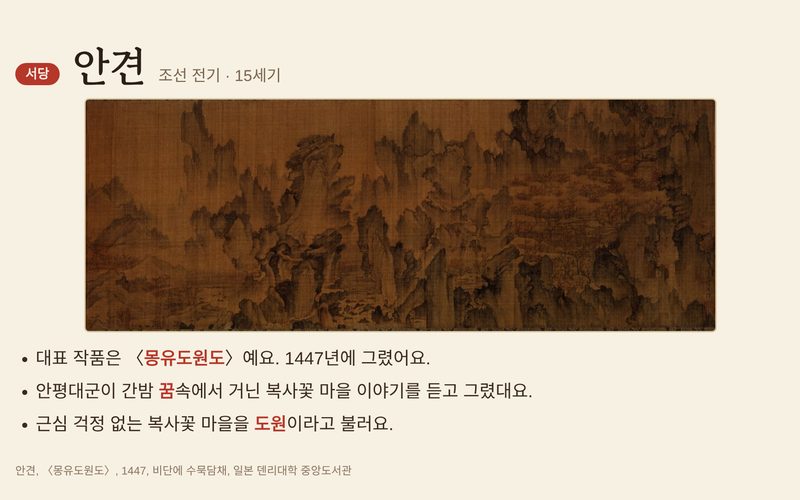 서당 안견 조선 전기 · 15세기
• 대표 작품은 〈몽유도원도〉예요. 1447년에 그렸어요.
• 안평대군이 간밤 꿈속에서 거닌 복사꽃 마을 이야기를 듣고 그렸대요.
• 근심 걱정 없는 복사꽃 마을을 도원이라고 불러요.
안견, 〈몽유도원도〉, 1447, 비단에 수묵담채, 일본 덴리대학 중앙도서관